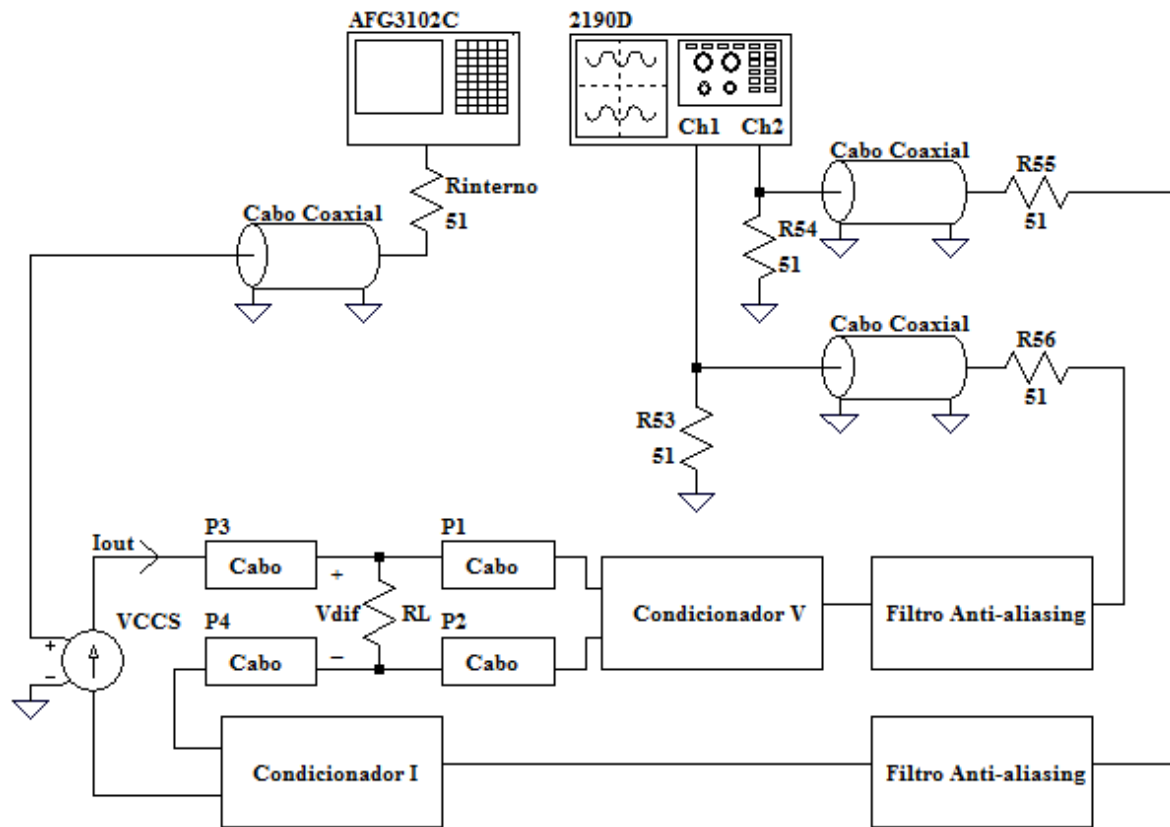 AFG3102C
2190D
Ch1 Ch2
Rinterno
51
Cabo Coaxial
Cabo Coaxial
R55
51
R54
51
Cabo Coaxial
R56
51
R53
51
Iout
P3
Cabo
P1
Cabo
+
Vdif
RL
-
VCCS
+
-
P4
Cabo
P2
Cabo
Condicionador V
Filtro Anti-aliasing
Condicionador I
Filtro Anti-aliasing